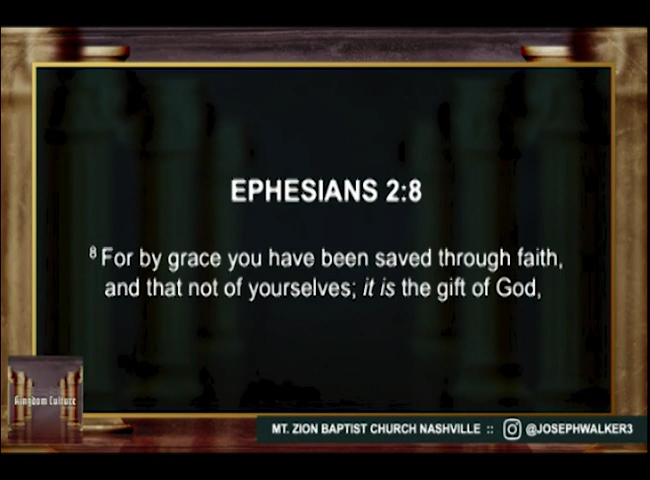 EPHESIANS 2:8
8 For by grace you have been saved through faith,
and that not of yourselves; it is the gift of God,
Kingdom Culture
MT. ZION BAPTIST CHURCH NASHVILLE :: @JOSEPHWALKER3